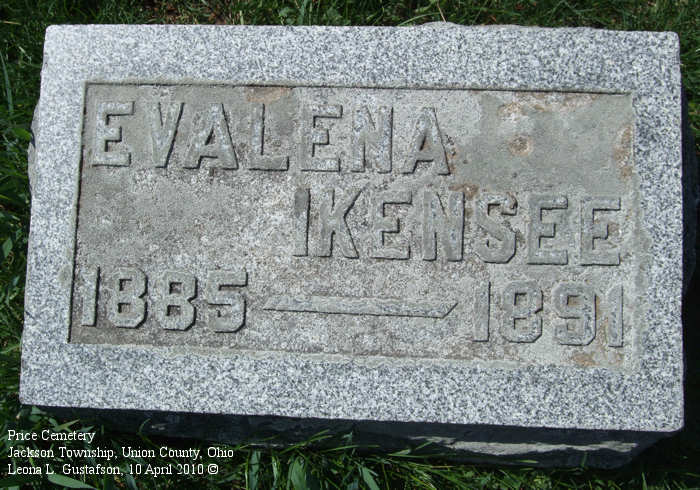 EVALENA
IKENSEE
1885 — 1891
Price Cemetery
Jackson Township, Union County, Ohio
Leona L. Gustafson, 10 April 2010 ©